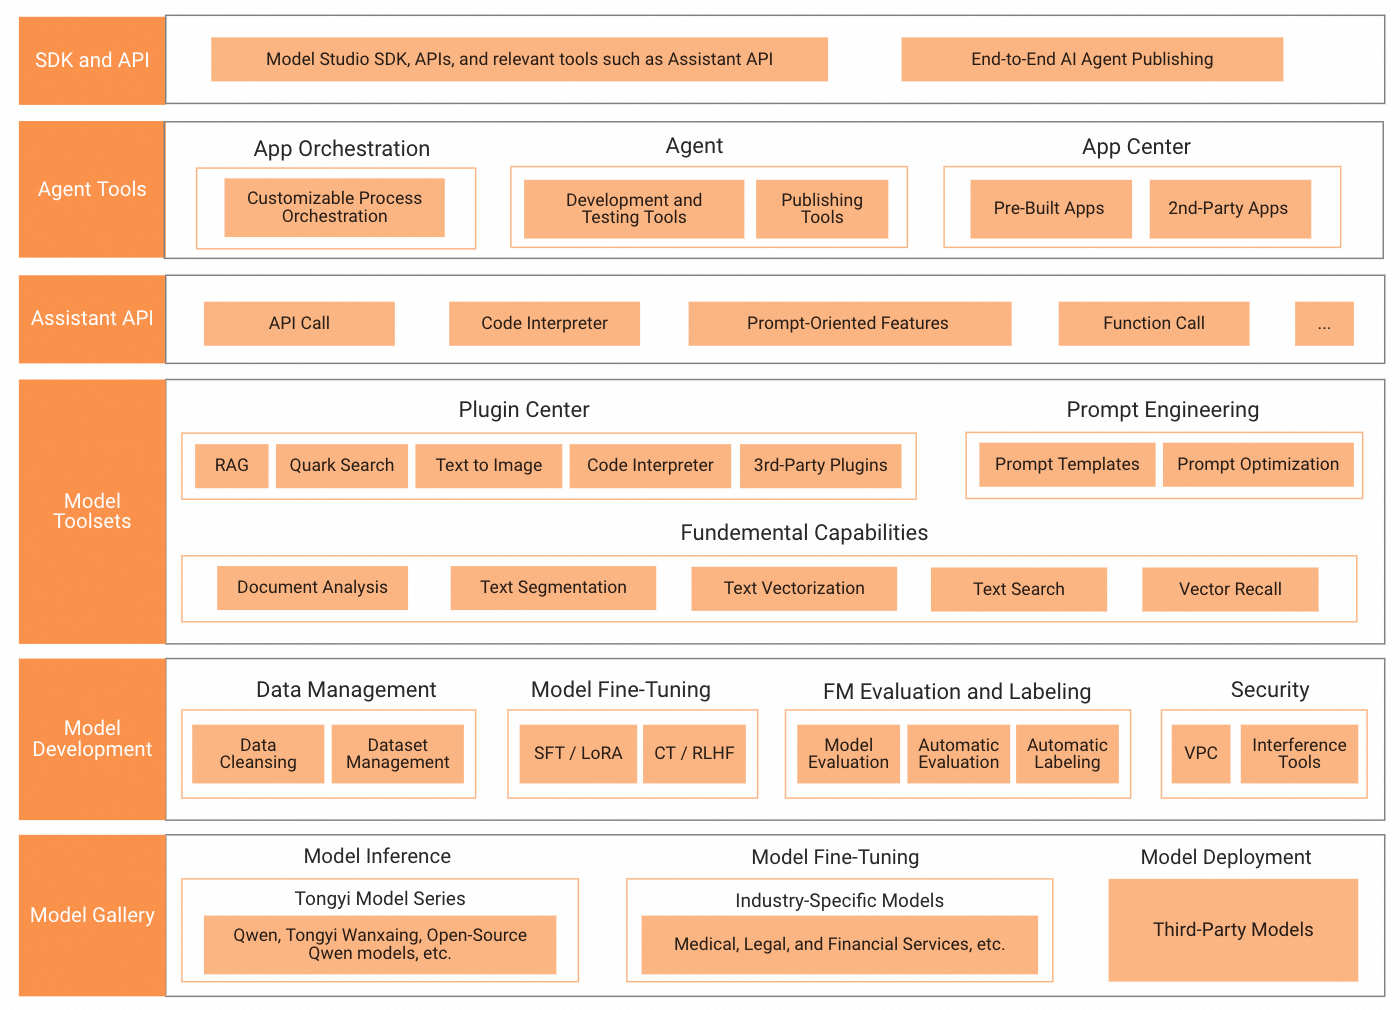 SDK and API
Model Studio SDK, APIs, and relevant tools such as Assistant API
End-to-End AI Agent Publishing
Agent Tools
App Orchestration
Customizable Process
Orchestration
Agent
Development and
Testing Tools
Publishing
Tools
App Center
Pre-Built Apps
2nd-Party Apps
Assistant API
API Call
Code Interpreter
Prompt-Oriented Features
Function Call
...
Model
Toolsets
Plugin Center
RAG
Quark Search
Text to Image
Code Interpreter
3rd-Party Plugins
Prompt Engineering
Prompt Templates
Prompt Optimization
Fundemental Capabilities
Document Analysis
Text Segmentation
Text Vectorization
Text Search
Vector Recall
Model
Development
Data Management
Data
Cleansing
Dataset
Management
Model Fine-Tuning
SFT / LoRA
CT / RLHF
FM Evaluation and Labeling
Model
Evaluation
Automatic
Evaluation
Automatic
Labeling
Security
VPC
Interference
Tools
Model Gallery
Model Inference
Tongyi Model Series
Qwen, Tongyi Wanxaing, Open-Source
Qwen models, etc.
Model Fine-Tuning
Industry-Specific Models
Medical, Legal, and Financial Services, etc.
Model Deployment
Third-Party Models